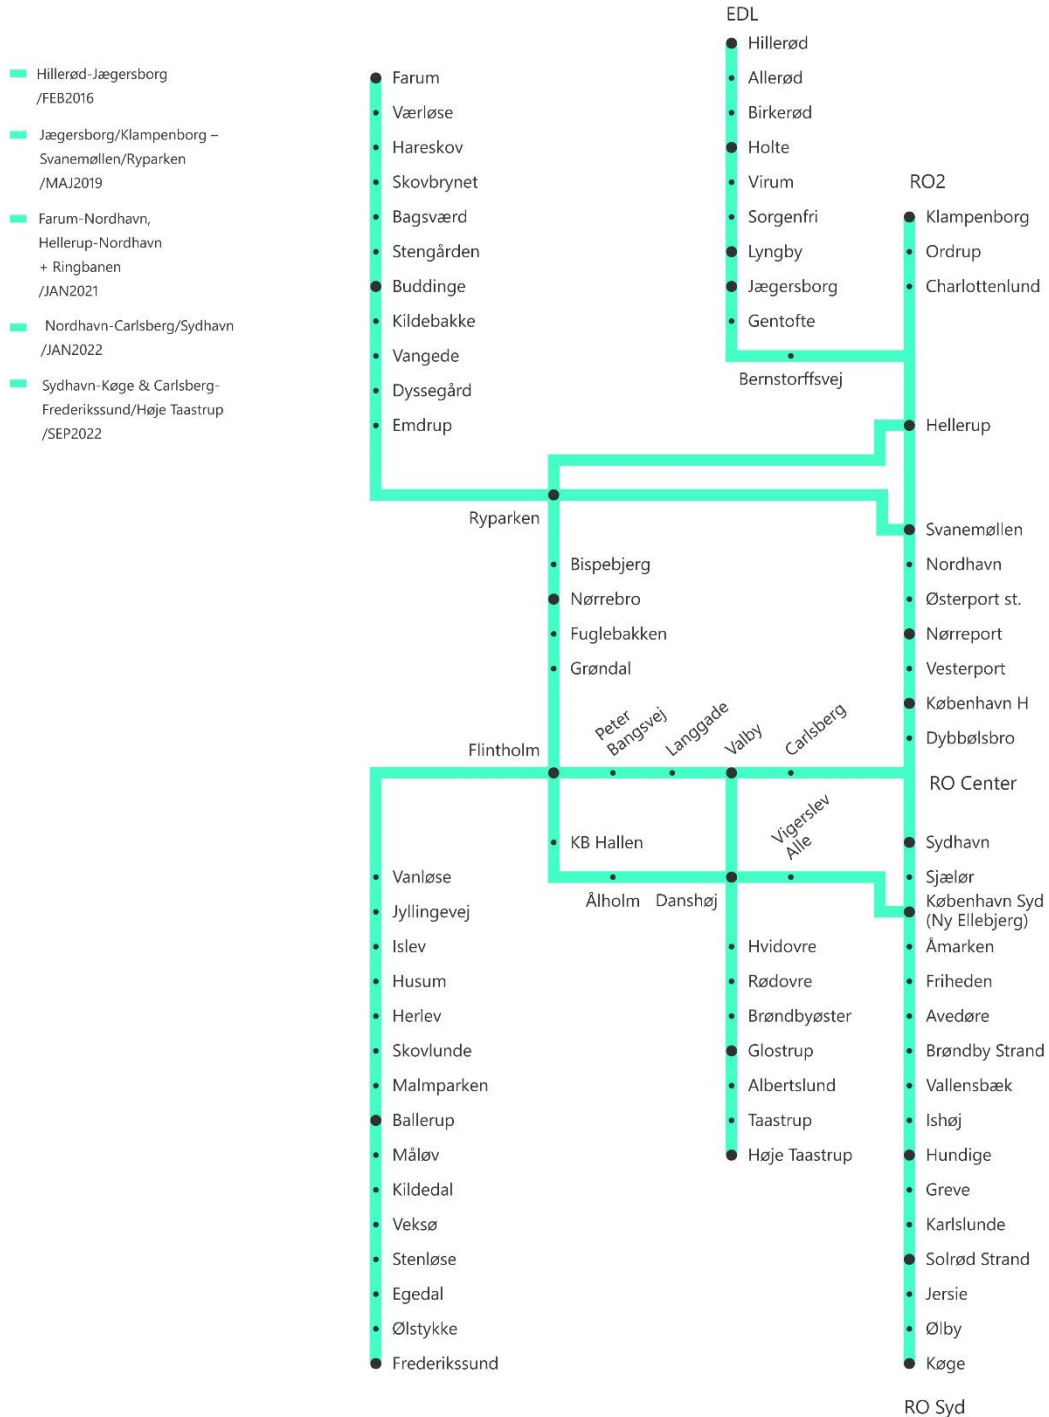 Hillerød-Jægersborg
/FEB2016
Jægersborg/Klampenborg –
Svanemøllen/Ryparken
/MAJ2019
Farum-Nordhavn,
Hellerup-Nordhavn
+ Ringbanen
/JAN2021
Nordhavn-Carlsberg/Sydhavn
/JAN2022
Sydhavn-Køge & Carlsberg-
Frederikssund/Høje Taastrup
/SEP2022
Farum
Værløse
Hareskov
Skovbrynet
Bagsværd
Stengården
Buddinge
Kildebakke
Vangede
Dyssegård
Emdrup
EDL
Hillerød
Allerød
Birkerød
Holte
Virum
Sorgenfri
Lyngby
Jægersborg
Gentofte
Bernstorffsvej
RO2
Klampenborg
Ordrup
Charlottenlund
Hellerup
Svanemøllen
Nordhavn
Østerport st.
Nørreport
Vesterport
København H
Dybbølsbro
RO Center
Ryparken
Bispebjerg
Nørrebro
Fuglebakken
Grøndal
Flintholm
Peter
Bangsvej
Langgade
Valby
Carlsberg
KB Hallen
Ålholm
Danshøj
Vigerslev
Alle
Vanløse
Jyllingevej
Islev
Husum
Herlev
Skovlunde
Malmparken
Ballerup
Måløv
Kildedal
Veksø
Stenløse
Egedal
Ølstykke
Frederikssund
Hvidovre
Rødovre
Brøndbyøster
Glostrup
Albertslund
Taastrup
Høje Taastrup
Sydhavn
Sjælør
København Syd
(Ny Ellebjerg)
Åmarken
Friheden
Avedøre
Brøndby Strand
Vallensbæk
Ishøj
Hundige
Greve
Karlslunde
Solrød Strand
Jersie
Ølby
Køge
RO Syd